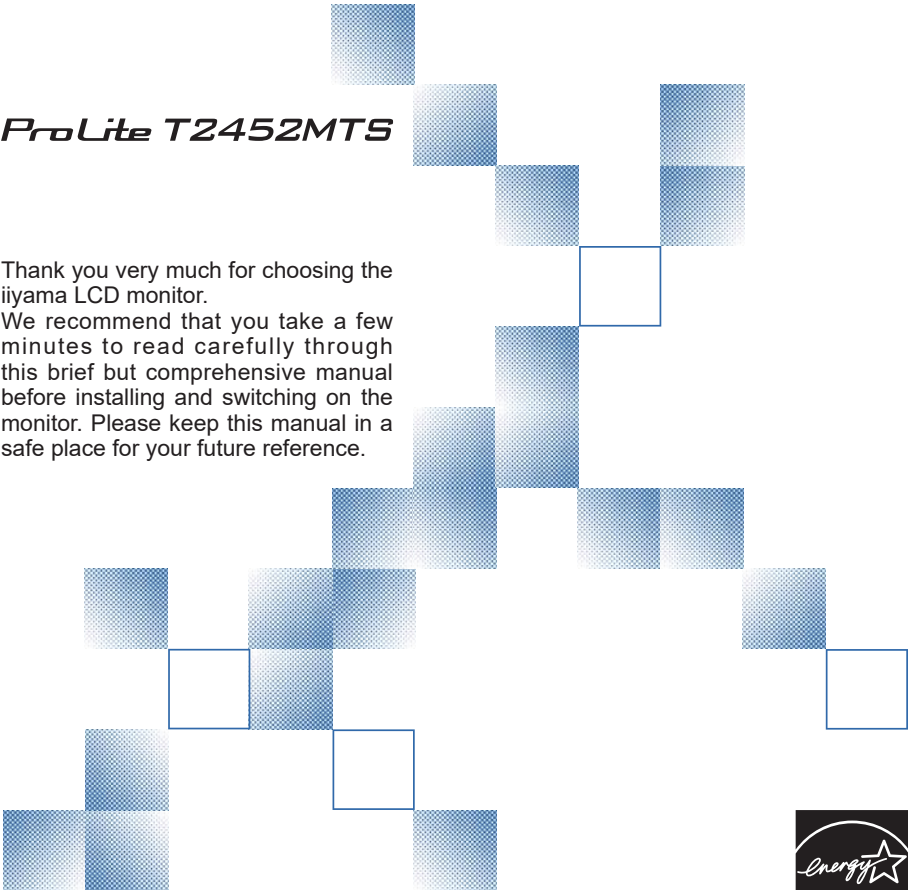 ProLite T2452MTS
Thank you very much for choosing the
iiyama LCD monitor.
We recommend that you take a few
minutes to read carefully through
this brief but comprehensive manual
before installing and switching on the
monitor. Please keep this manual in a
safe place for your future reference.
energy